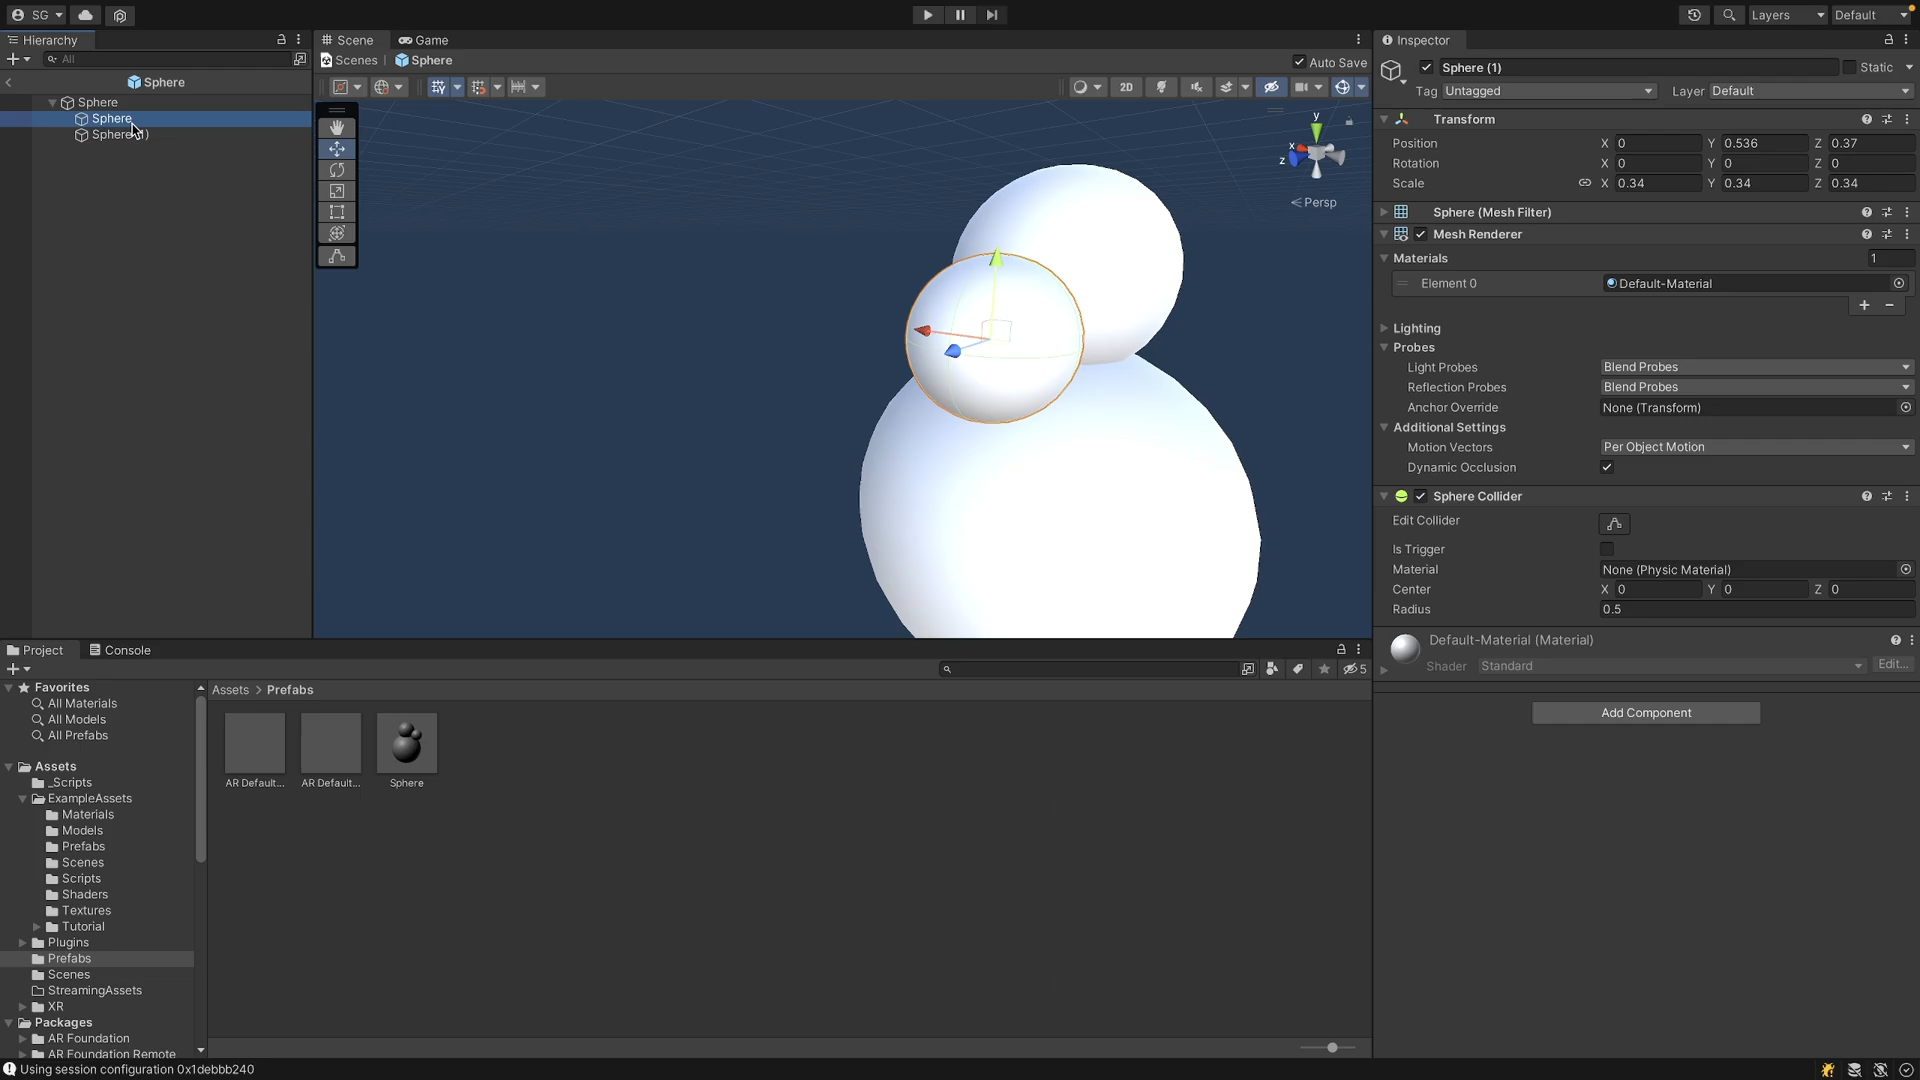 SG
Layers
Default
Hierarchy
All
Sphere
Sphere
Sphere
Sphere (1)
Scene
Game
Scenes
Sphere
Auto Save
2D
y
x
z
Persp
Inspector
Sphere (1)
Static
Tag
Untagged
Layer
Default
Transform
Position
X
0
Y
0.536
Z
0.37
Rotation
X
0
Y
0
Z
0
Scale
X
0.34
Y
0.34
Z
0.34
Sphere (Mesh Filter)
Mesh Renderer
Materials
1
Element 0
Default-Material
Lighting
Probes
Light Probes
Blend Probes
Reflection Probes
Blend Probes
Anchor Override
None (Transform)
Additional Settings
Motion Vectors
Per Object Motion
Dynamic Occlusion
Sphere Collider
Edit Collider
Is Trigger
Material
None (Physic Material)
Center
X
0
Y
0
Z
0
Radius
0.5
Default-Material (Material)
Shader
Standard
Edit...
Add Component
Project
Console
5
Favorites
All Materials
All Models
All Prefabs
Assets
_Scripts
ExampleAssets
Materials
Models
Prefabs
Scenes
Scripts
Shaders
Textures
Tutorial
Plugins
Prefabs
Scenes
StreamingAssets
XR
Packages
AR Foundation
AR Foundation Remote
Assets > Prefabs
AR Default...
AR Default...
Sphere
Using session configuration 0x1debbb240